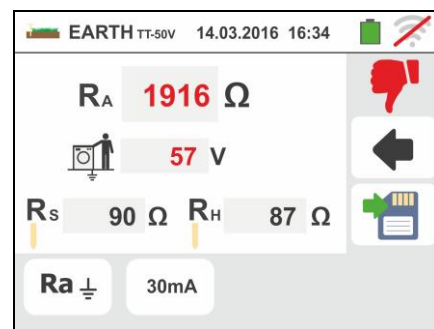 EARTH TT-50V 14.03.2016 16:34
RA 1916 Ω
57 V
RS 90 Ω RH 87 Ω
Ra 30mA